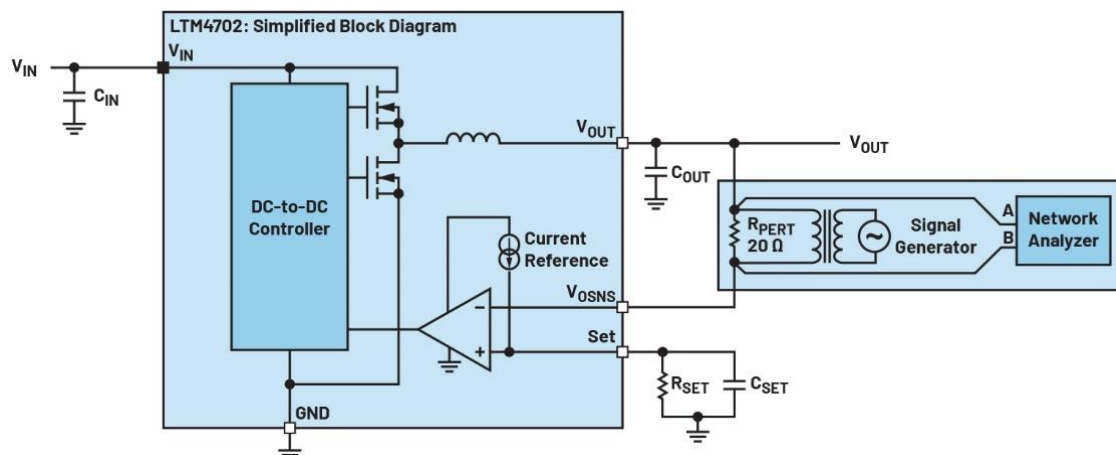 LTM4702: Simplified Block Diagram
VIN
VIN
CIN
DC-to-DC
Controller
VOUT
VOUT
COUT
Current
Reference
RPERT
20 Ω
Signal
Generator
A
B
Network
Analyzer
VOSNS
Set
RSET
CSET
GND